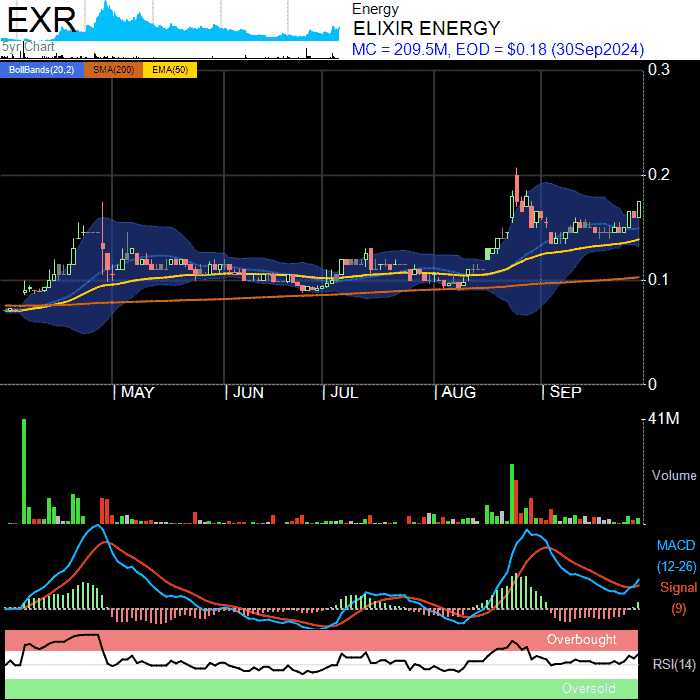 EXR
5yr Chart
Energy
ELIXIR ENERGY
MC = 209.5M, EOD = $0.18 (30Sep2024)
BollBands(20,2) SMA(200) EMA(50)
0.3
0.2
0.1
0
MAY JUN JUL AUG SEP
41M
Volume
MACD
(12-26)
Signal
(9)
Overbought
RSI(14)
Oversold